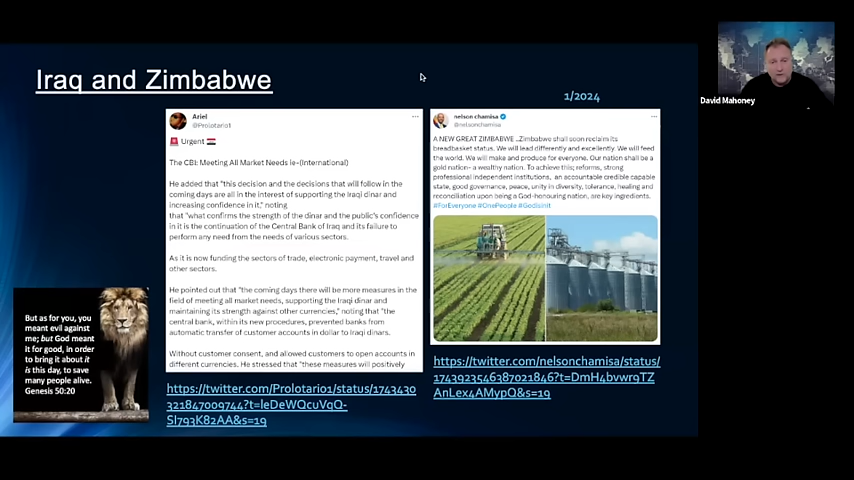 Iraq and Zimbabwe
1/2024
David Mahoney
Ariel
@Prolotario1
Urgent
The CBI: Meeting All Market Needs ie-(International)
He added that "this decision and the decisions that will follow in the
coming days are all in the interest of supporting the Iraqi dinar and
increasing confidence in it," noting
that "what confirms the strength of the dinar and the public's confidence
in it is the continuation of the Central Bank of Iraq and its failure to
perform any need from the needs of various sectors.
As it is now funding the sectors of trade, electronic payment, travel and
other sectors.
He pointed out that "the coming days there will be more measures in the
field of meeting all market needs, supporting the Iraqi dinar and
maintaining its strength against other currencies," noting that "the
central bank, within its new procedures, prevented banks from
automatic transfer of customer accounts in dollar to Iraqi dinars.
Without customer consent, and allowed customers to open accounts in
different currencies. He stressed that "these measures will positively
https://twitter.com/Prolotario1/status/1743430
321847009744?t=leDeWQcuVqQ-
Sl793K82AA&s=19
nelson chamisa
@nelsonchamisa
A NEW GREAT ZIMBABWE ..Zimbabwe shall soon reclaim its
breadbasket status. We will lead differently and excellently. We will feed
the world. We will make and produce for everyone. Our nation shall be a
gold nation- a wealthy nation. To achieve this; reforms, strong
professional independent institutions, an accountable credible capable
state, good governance, peace, unity in diversity, tolerance, healing and
reconciliation upon being a God-honouring nation, are key ingredients.
#ForEveryone #OnePeople #Godisinit
https://twitter.com/nelsonchamisa/status/
1743923546387021846?t=DmH4bvwr9TZ
AnLex4AMypQ&s=19
But as for you, you
meant evil against
me; but God meant
it for good, in order
to bring it about as it
is this day, to save
many people alive.
Genesis 50:20